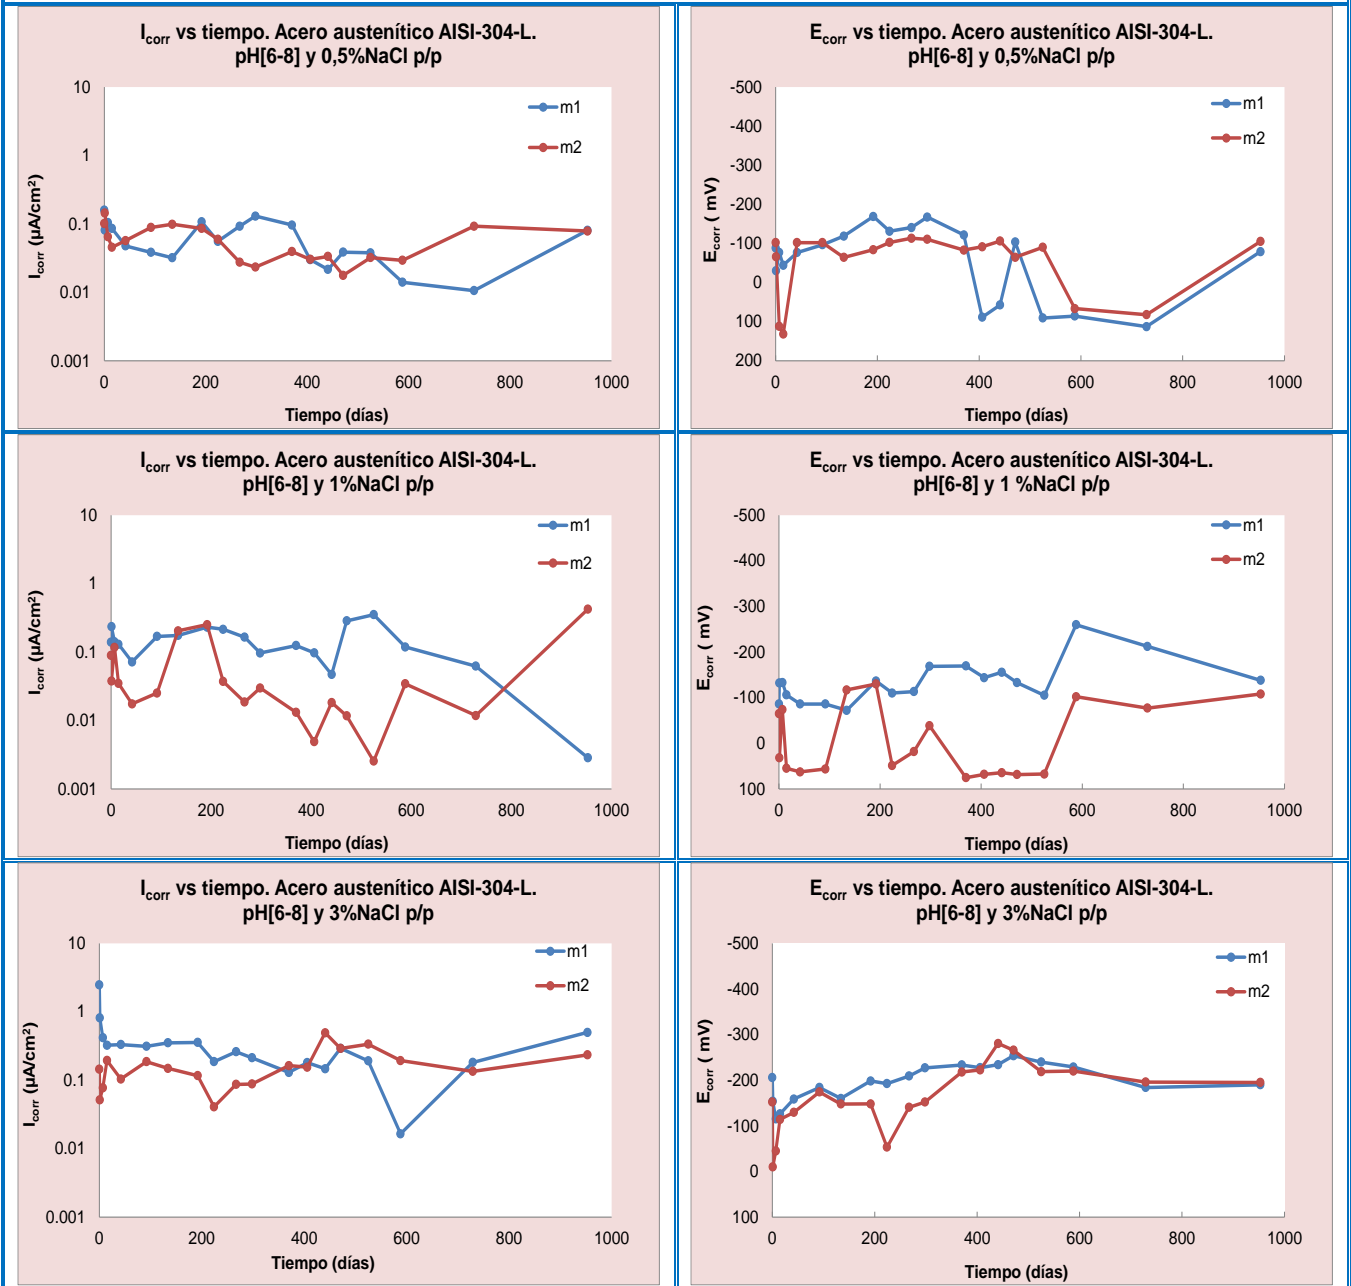 Icorr vs tiempo. Acero austenítico AISI-304-L.
pH[6-8] y 0,5%NaCl p/p
10
1
0.1
0.01
0.001
Icorr (µA/cm²)
m1
m2
0 200 400 600 800 1000
Tiempo (días)
Ecorr vs tiempo. Acero austenítico AISI-304-L.
pH[6-8] y 0,5%NaCl p/p
-500
-400
-300
-200
-100
0
100
200
Ecorr ( mV)
m1
m2
0 200 400 600 800 1000
Tiempo (días)
Icorr vs tiempo. Acero austenítico AISI-304-L.
pH[6-8] y 1%NaCl p/p
10
1
0.1
0.01
0.001
Icorr (µA/cm²)
m1
m2
0 200 400 600 800 1000
Tiempo (días)
Ecorr vs tiempo. Acero austenítico AISI-304-L.
pH[6-8] y 1 %NaCl p/p
-500
-400
-300
-200
-100
0
100
Ecorr ( mV)
m1
m2
0 200 400 600 800 1000
Tiempo (días)
Icorr vs tiempo. Acero austenítico AISI-304-L.
pH[6-8] y 3%NaCl p/p
10
1
0.1
0.01
0.001
Icorr (µA/cm²)
m1
m2
0 200 400 600 800 1000
Tiempo (días)
Ecorr vs tiempo. Acero austenítico AISI-304-L.
pH[6-8] y 3%NaCl p/p
-500
-400
-300
-200
-100
0
100
Ecorr ( mV)
m1
m2
0 200 400 600 800 1000
Tiempo (días)